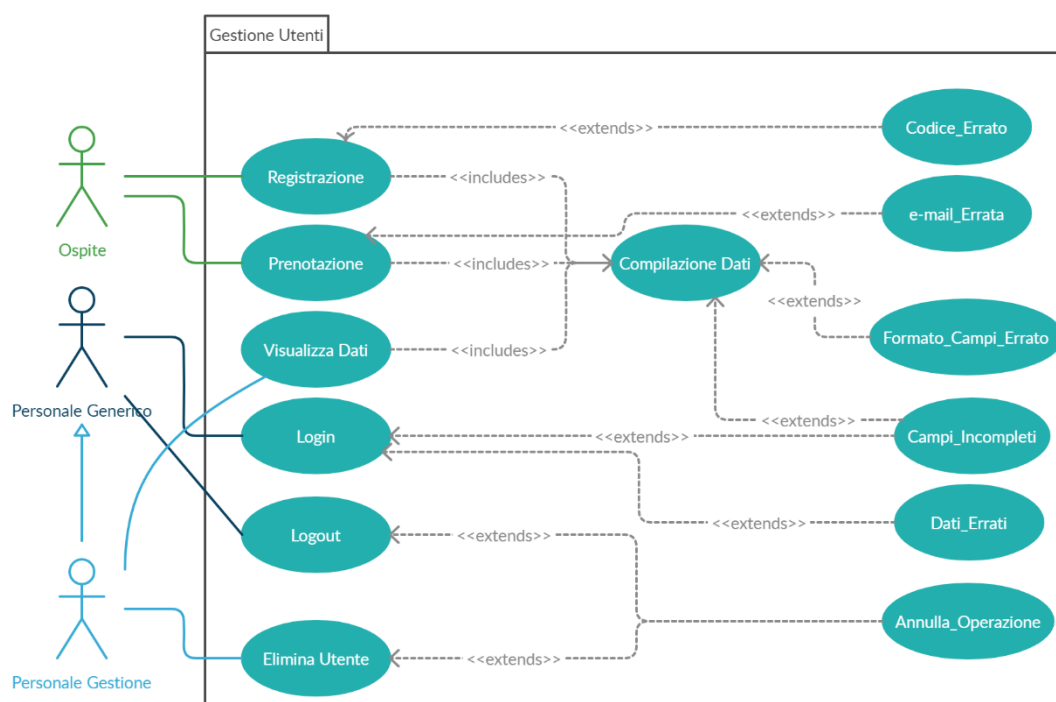 Gestione Utenti
<<extends>>
Codice_Errato
Registrazione
<<includes>>
<<extends>>
e-mail_Errata
Ospite
Prenotazione
<<includes>>
Compilazione Dati
<<extends>>
Formato_Campi_Errato
Visualizza Dati
<<includes>>
Personale Generico
Login
<<extends>>
Campi_Incompleti
<<extends>>
Dati_Errati
Logout
<<extends>>
Annulla_Operazione
Elimina Utente
<<extends>>
Personale Gestione